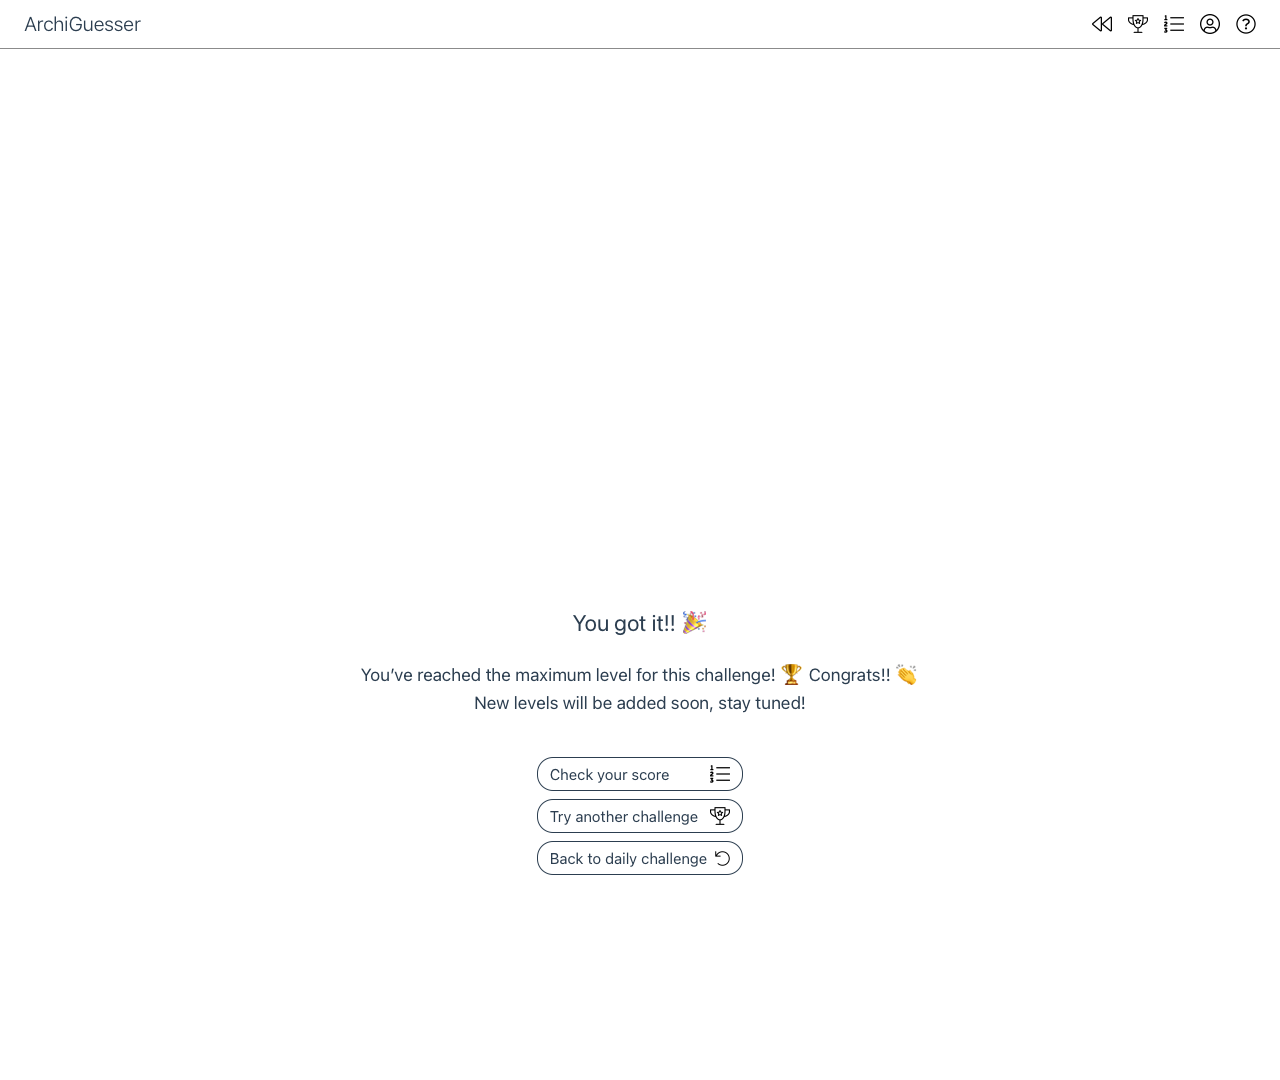 ArchiGuesser
You got it!! 🎉
You’ve reached the maximum level for this challenge! 🏆 Congrats!! 👏
New levels will be added soon, stay tuned!
Check your score
Try another challenge
Back to daily challenge